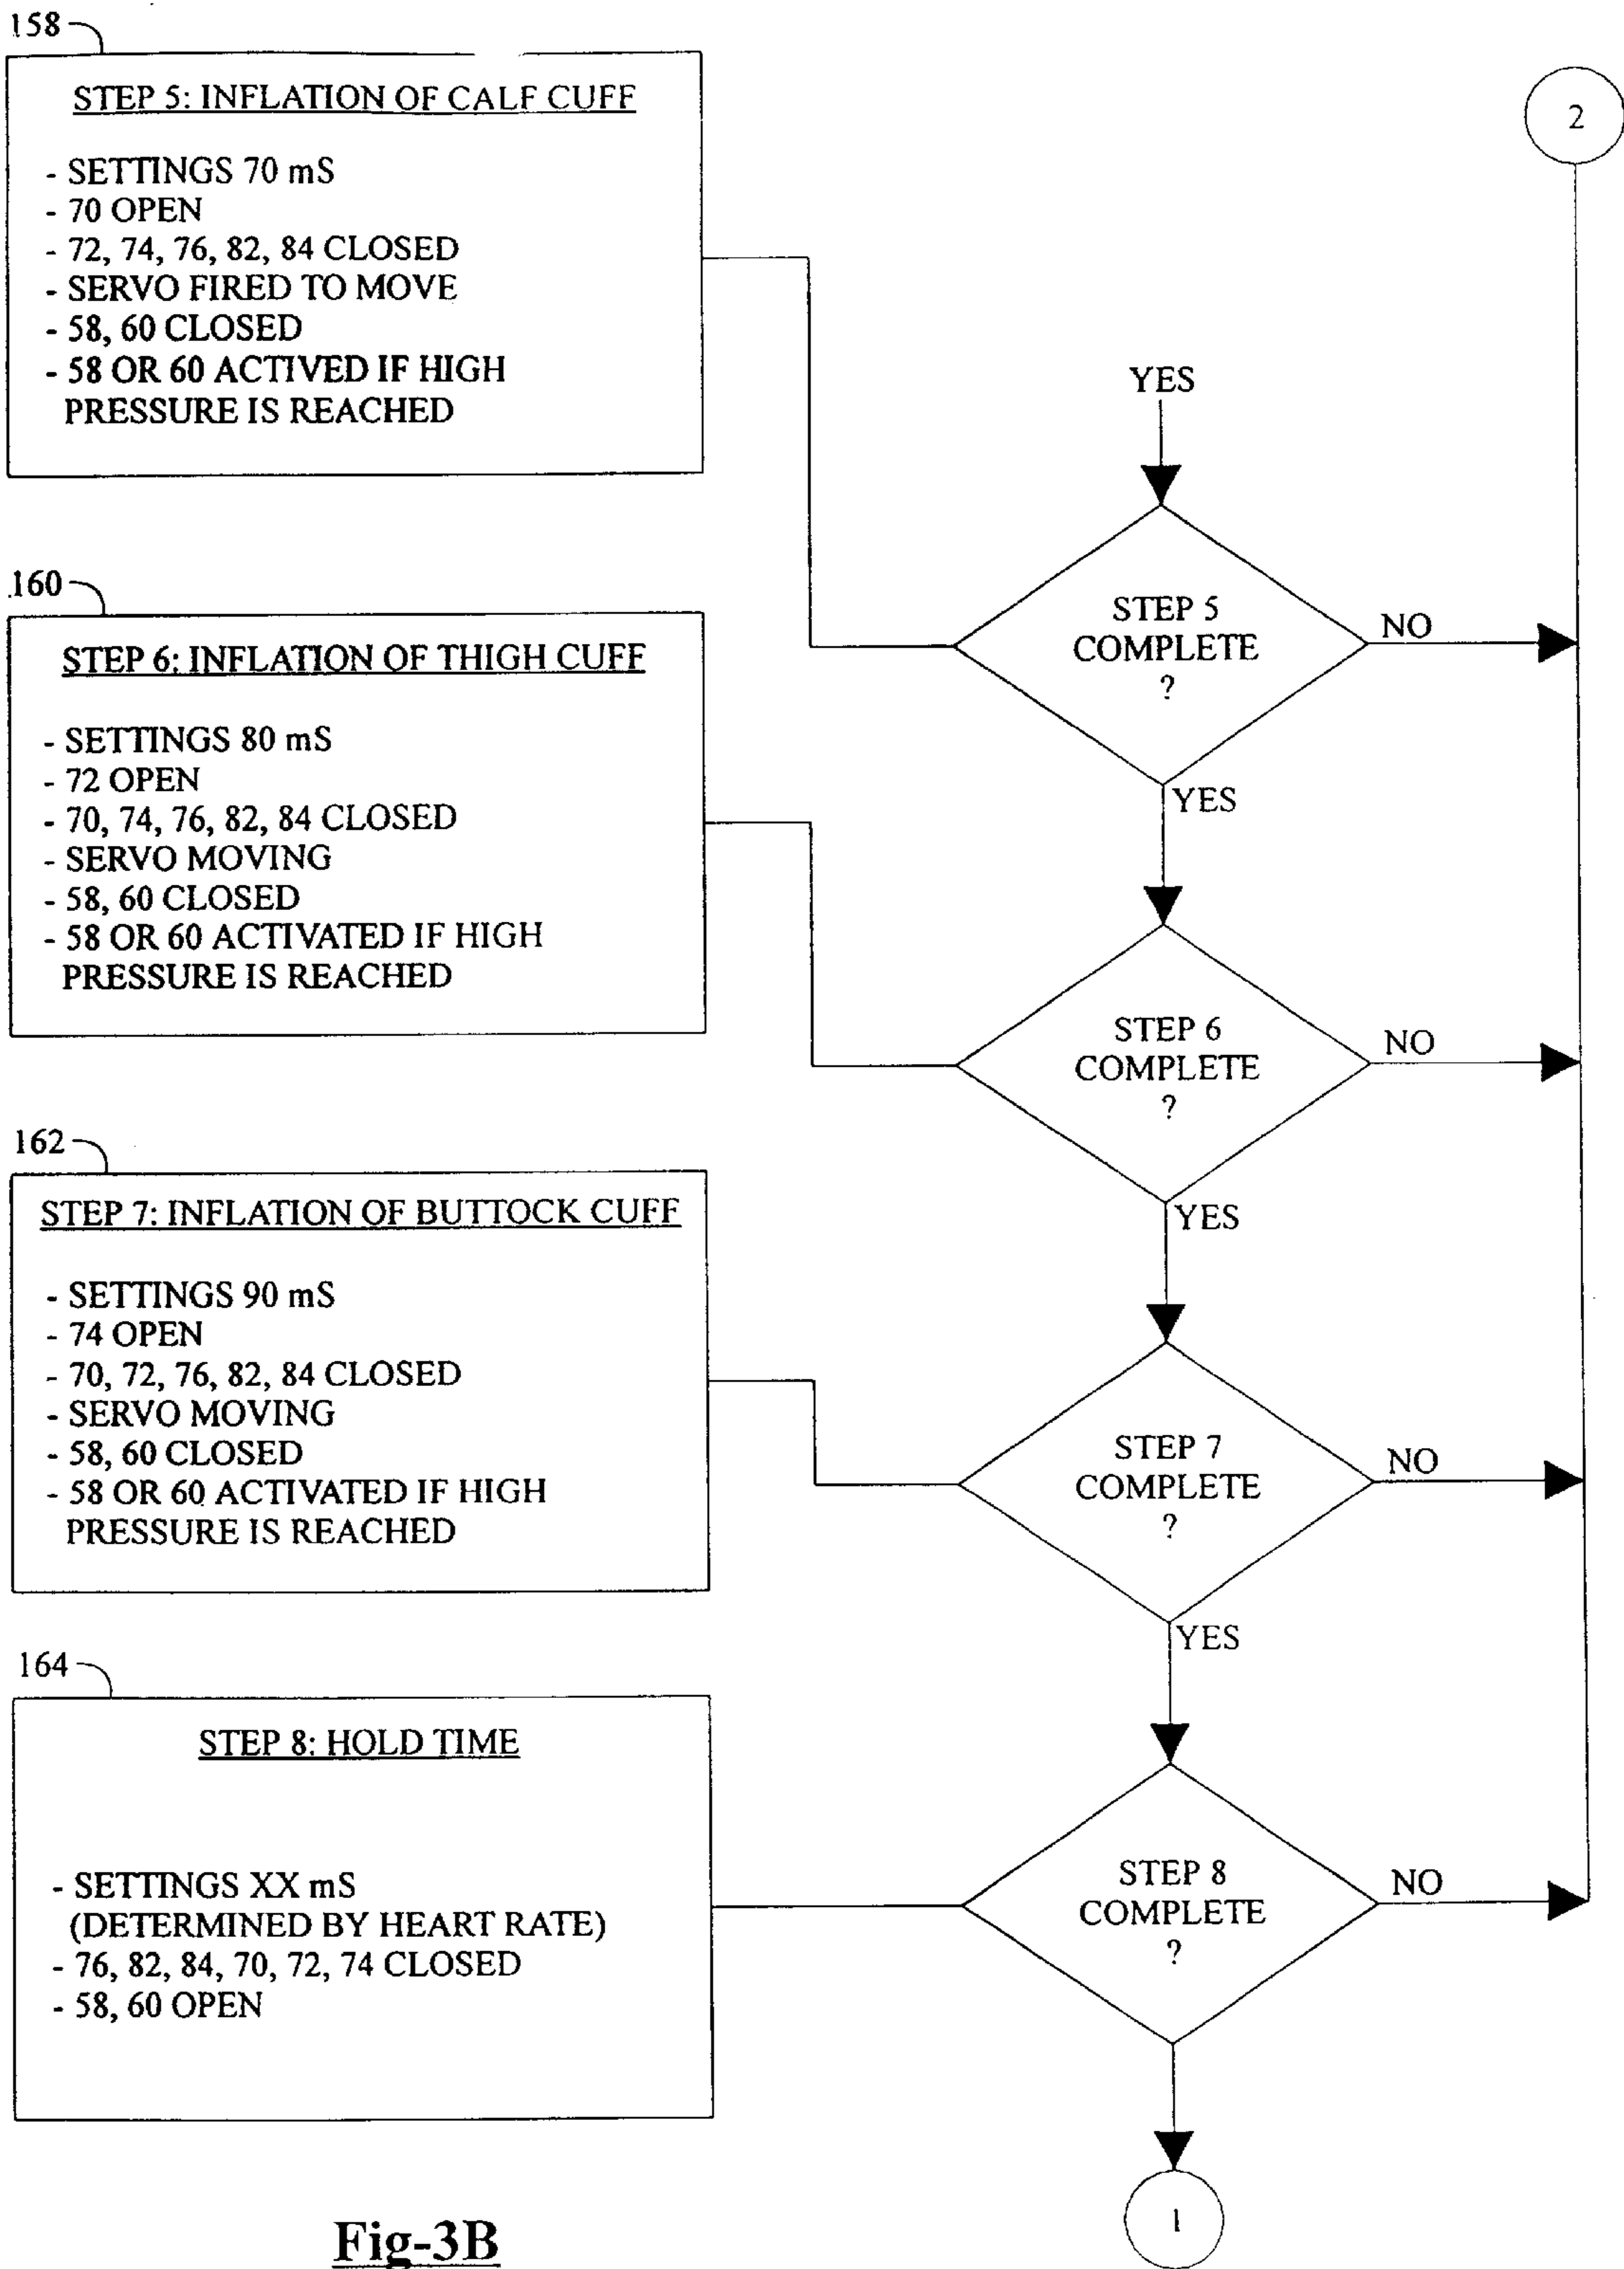 158
STEP 5: INFLATION OF CALF CUFF
- SETTINGS 70 mS
- 70 OPEN
- 72, 74, 76, 82, 84 CLOSED
- SERVO FIRED TO MOVE
- 58, 60 CLOSED
- 58 OR 60 ACTIVED IF HIGH
PRESSURE IS REACHED
2
YES
STEP 5
COMPLETE
?
NO
YES
160
STEP 6: INFLATION OF THIGH CUFF
- SETTINGS 80 mS
- 72 OPEN
- 70, 74, 76, 82, 84 CLOSED
- SERVO MOVING
- 58, 60 CLOSED
- 58 OR 60 ACTIVATED IF HIGH
PRESSURE IS REACHED
STEP 6
COMPLETE
?
NO
YES
162
STEP 7: INFLATION OF BUTTOCK CUFF
- SETTINGS 90 mS
- 74 OPEN
- 70, 72, 76, 82, 84 CLOSED
- SERVO MOVING
- 58, 60 CLOSED
- 58 OR 60 ACTIVATED IF HIGH
PRESSURE IS REACHED
STEP 7
COMPLETE
?
NO
YES
164
STEP 8: HOLD TIME
- SETTINGS XX mS
(DETERMINED BY HEART RATE)
- 76, 82, 84, 70, 72, 74 CLOSED
- 58, 60 OPEN
STEP 8
COMPLETE
?
NO
1
Fig-3B